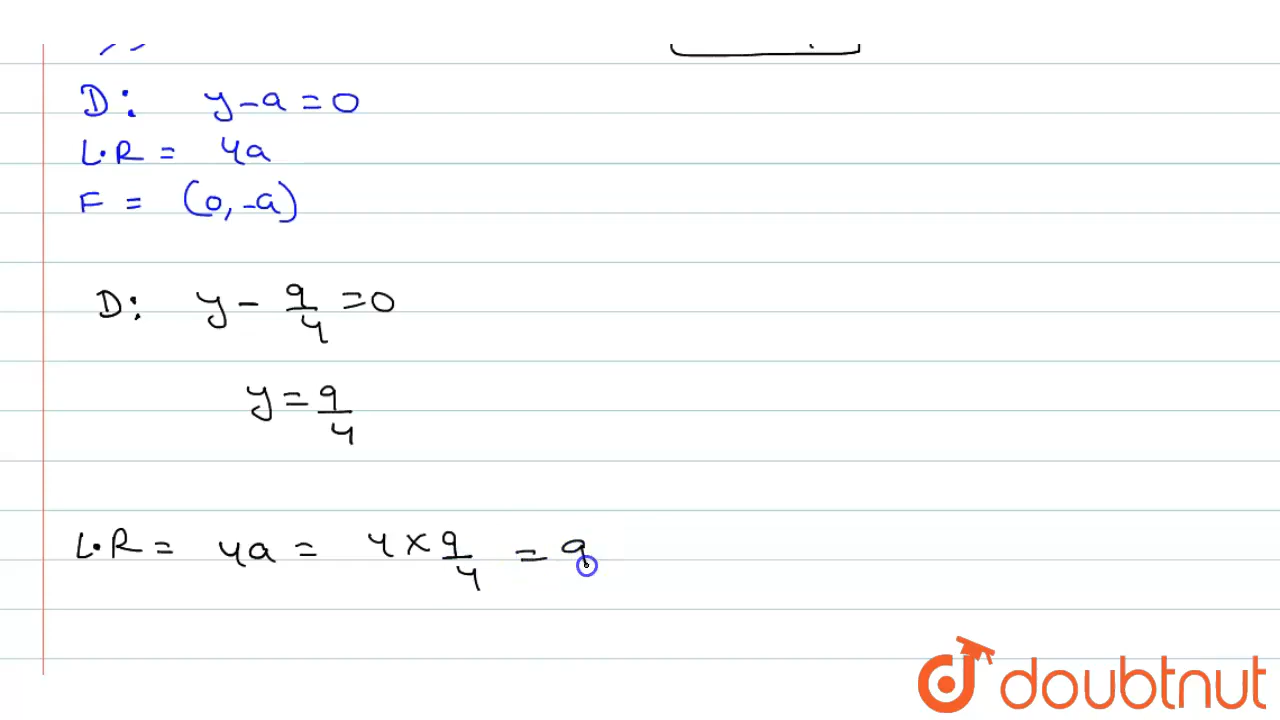 D: y-a=0
L.R = 4a
F = (0,-a)
D: y - 9/4 =0
y = 9/4
L.R = 4a = 4 × 9/4 = 9
doubtnut